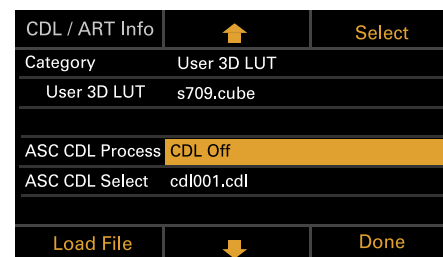 CDL / ART Info Select
Category User 3D LUT
User 3D LUT s709.cube
ASC CDL Process CDL Off
ASC CDL Select cdl001.cdl
Load File Done